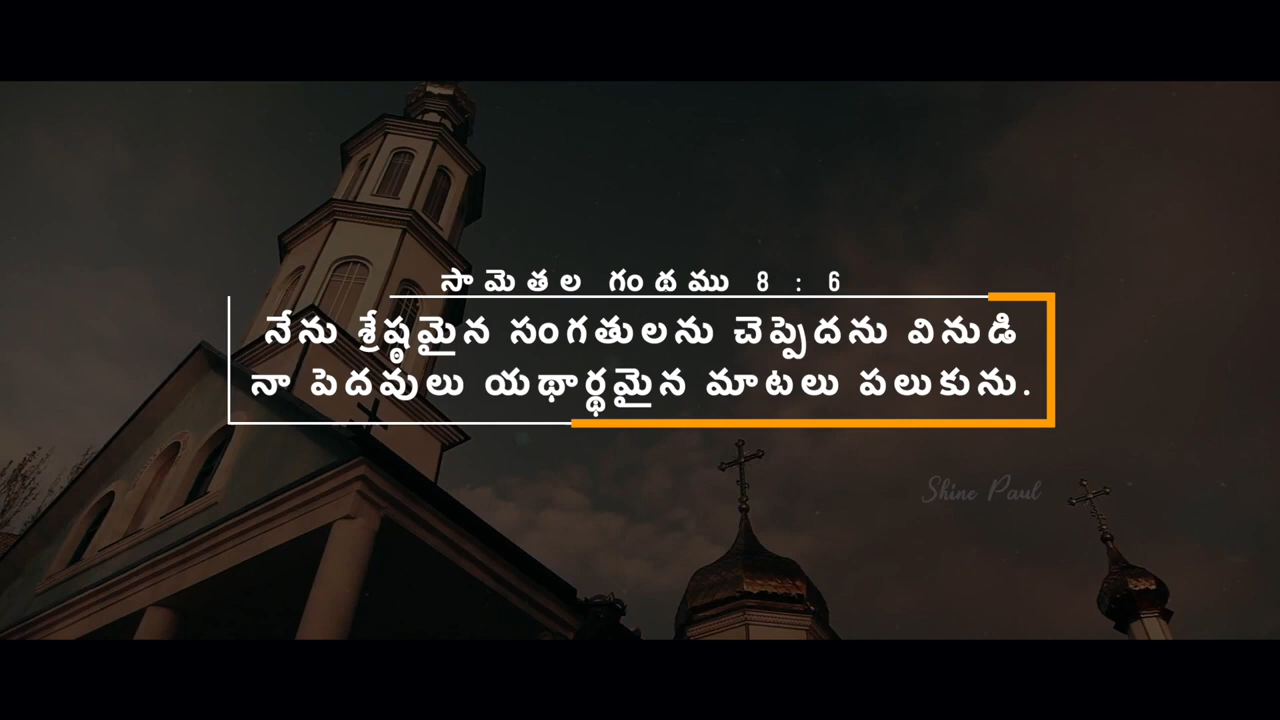 సామెతల గంథము 8 : 6
నేను శ్రేష్ఠమైన సంగతులను చెప్పెదను వినుడి
నా పెదవులు యథార్థమైన మాటలు పలుకును.
Shine Paul